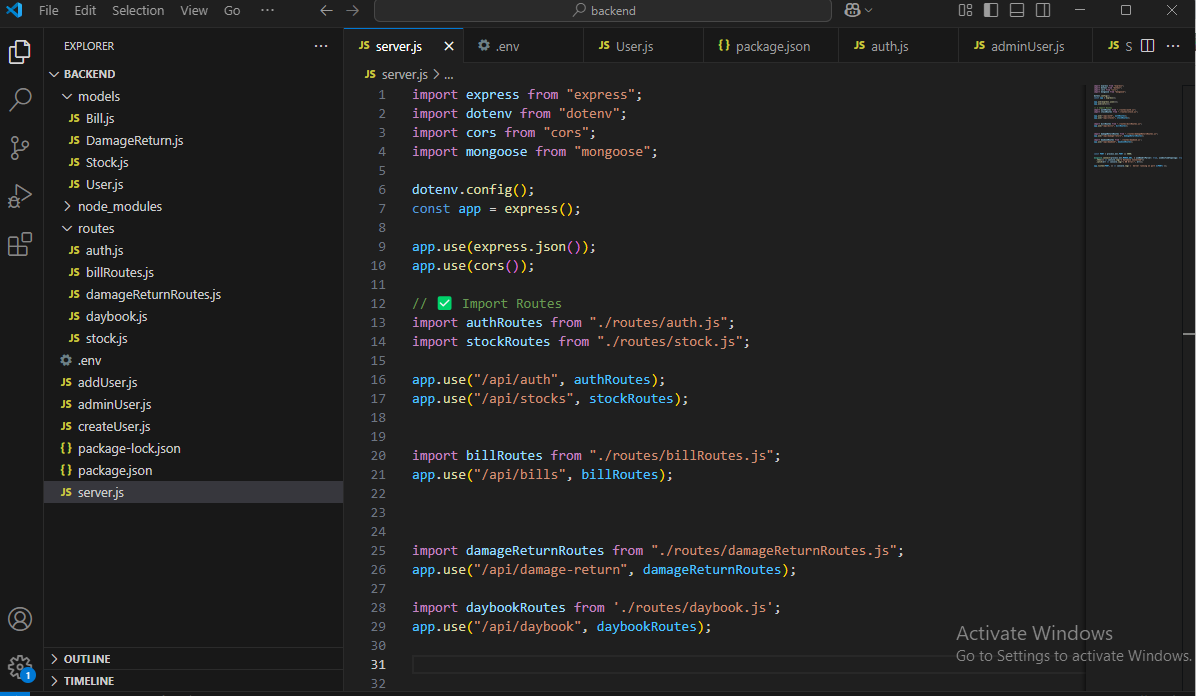 File Edit Selection View Go ··· ← → backend
EXPLORER ···
BACKEND
models
JS Bill.js
JS DamageReturn.js
JS Stock.js
JS User.js
node_modules
routes
JS auth.js
JS billRoutes.js
JS damageReturnRoutes.js
JS daybook.js
JS stock.js
.env
JS addUser.js
JS adminUser.js
JS createUser.js
{} package-lock.json
{} package.json
JS server.js
OUTLINE
TIMELINE
1
JS server.js × .env JS User.js {} package.json JS auth.js JS adminUser.js JS S ···
JS server.js > ...
1 import express from "express";
2 import dotenv from "dotenv";
3 import cors from "cors";
4 import mongoose from "mongoose";
5
6 dotenv.config();
7 const app = express();
8
9 app.use(express.json());
10 app.use(cors());
11
12 // ✅ Import Routes
13 import authRoutes from "./routes/auth.js";
14 import stockRoutes from "./routes/stock.js";
15
16 app.use("/api/auth", authRoutes);
17 app.use("/api/stocks", stockRoutes);
18
19
20 import billRoutes from "./routes/billRoutes.js";
21 app.use("/api/bills", billRoutes);
22
23
24
25 import damageReturnRoutes from "./routes/damageReturnRoutes.js";
26 app.use("/api/damage-return", damageReturnRoutes);
27
28 import daybookRoutes from './routes/daybook.js';
29 app.use("/api/daybook", daybookRoutes);
30
31
32
Activate Windows
Go to Settings to activate Windows.